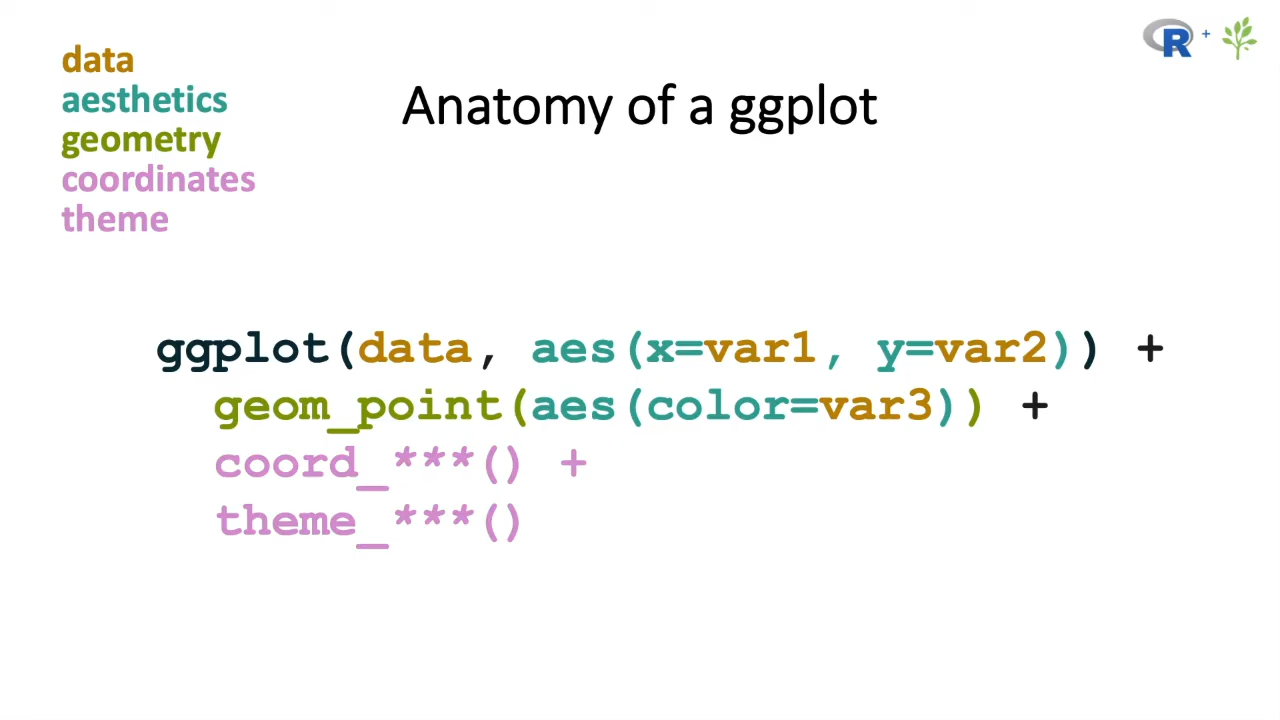 data
aesthetics
geometry
coordinates
theme
Anatomy of a ggplot
R +
ggplot(data, aes(x=var1, y=var2)) +
geom_point(aes(color=var3)) +
coord_***() +
theme_***()